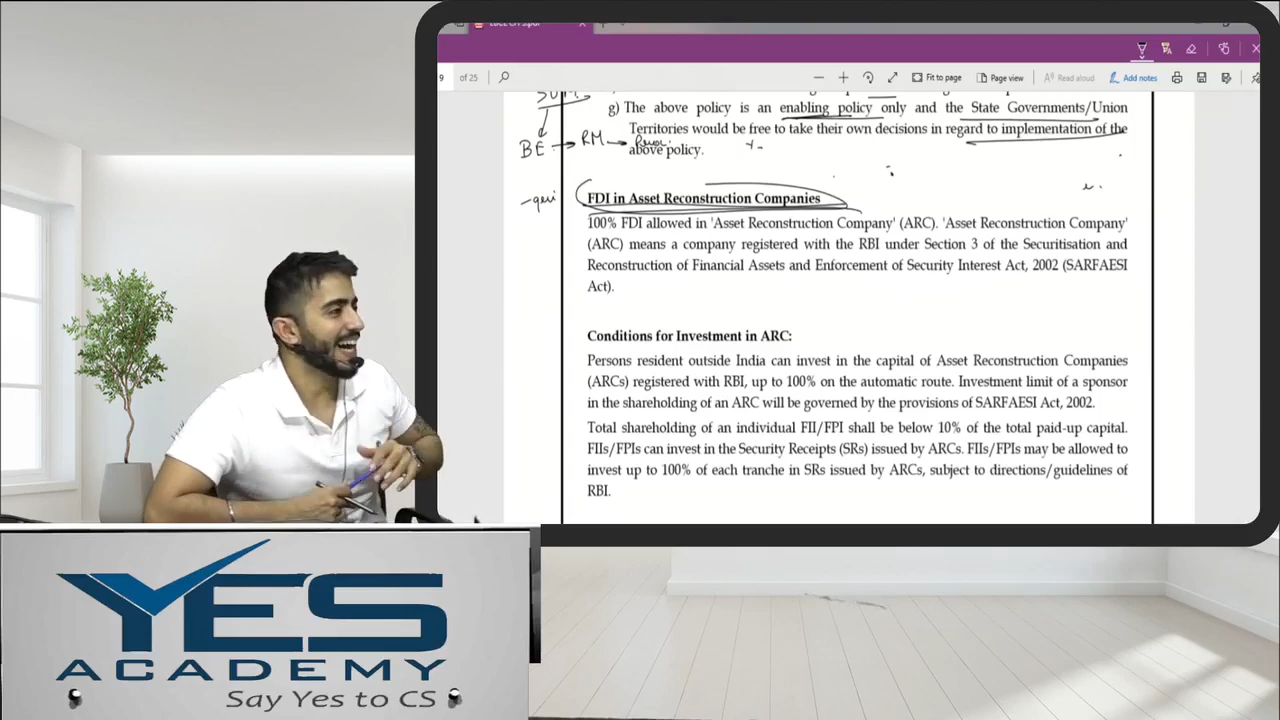 9 of 25 Fit to page Page view Read aloud Add notes
g) The above policy is an enabling policy only and the State Governments/Union
Territories would be free to take their own decisions in regard to implementation of the
BE → RM →
above policy.
FDI in Asset Reconstruction Companies
100% FDI allowed in 'Asset Reconstruction Company' (ARC). 'Asset Reconstruction Company'
(ARC) means a company registered with the RBI under Section 3 of the Securitisation and
Reconstruction of Financial Assets and Enforcement of Security Interest Act, 2002 (SARFAESI
Act).
Conditions for Investment in ARC:
Persons resident outside India can invest in the capital of Asset Reconstruction Companies
(ARCs) registered with RBI, up to 100% on the automatic route. Investment limit of a sponsor
in the shareholding of an ARC will be governed by the provisions of SARFAESI Act, 2002.
Total shareholding of an individual FII/FPI shall be below 10% of the total paid-up capital.
FIIs/FPIs can invest in the Security Receipts (SRs) issued by ARCs. FIIs/FPIs may be allowed to
invest up to 100% of each tranche in SRs issued by ARCs, subject to directions/guidelines of
RBI.
YES
ACADEMY
Say Yes to CS